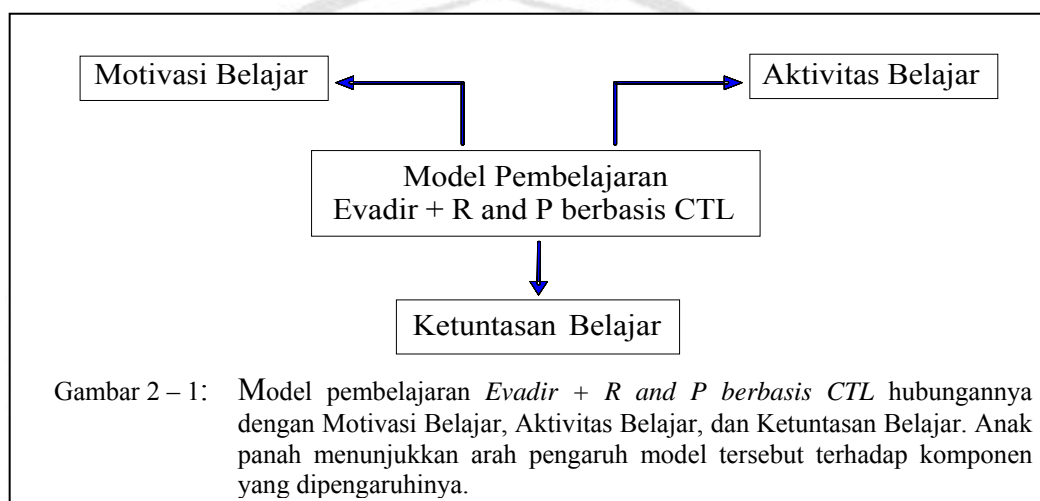 Motivasi Belajar
Aktivitas Belajar
Model Pembelajaran
Evadir + R and P berbasis CTL
Ketuntasan Belajar
Gambar 2 – 1: Model pembelajaran Evadir + R and P berbasis CTL hubungannya
dengan Motivasi Belajar, Aktivitas Belajar, dan Ketuntasan Belajar. Anak
panah menunjukkan arah pengaruh model tersebut terhadap komponen
yang dipengaruhinya.